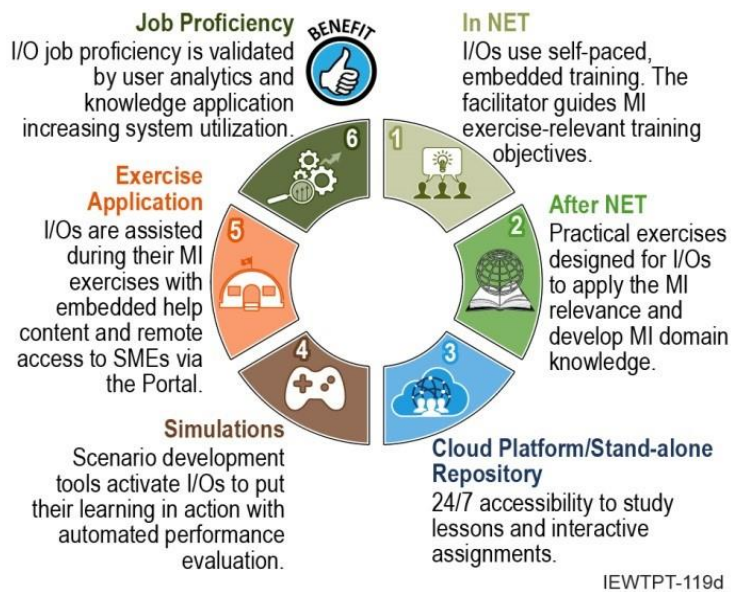 Job Proficiency
I/O job proficiency is validated
by user analytics and
knowledge application
increasing system utilization.
BENEFIT
In NET
I/Os use self-paced,
embedded training. The
facilitator guides MI
exercise-relevant training
objectives.
6
1
Exercise
Application
I/Os are assisted
during their MI
exercises with
embedded help
content and remote
access to SMEs via
the Portal.
5
2
After NET
Practical exercises
designed for I/Os
to apply the MI
relevance and
develop MI domain
knowledge.
4
3
Simulations
Scenario development
tools activate I/Os to put
their learning in action with
automated performance
evaluation.
Cloud Platform/Stand-alone
Repository
24/7 accessibility to study
lessons and interactive
assignments.
IEWTPT-119d